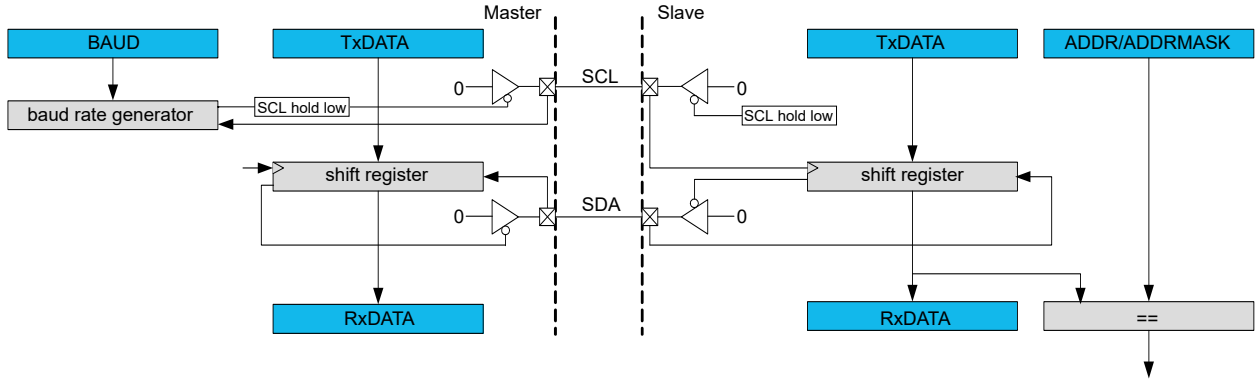 Master
Slave
BAUD
TxDATA
TxDATA
ADDR/ADDRMASK
SCL
0
0
SCL hold low
SCL hold low
baud rate generator
shift register
shift register
SDA
0
0
RxDATA
RxDATA
==